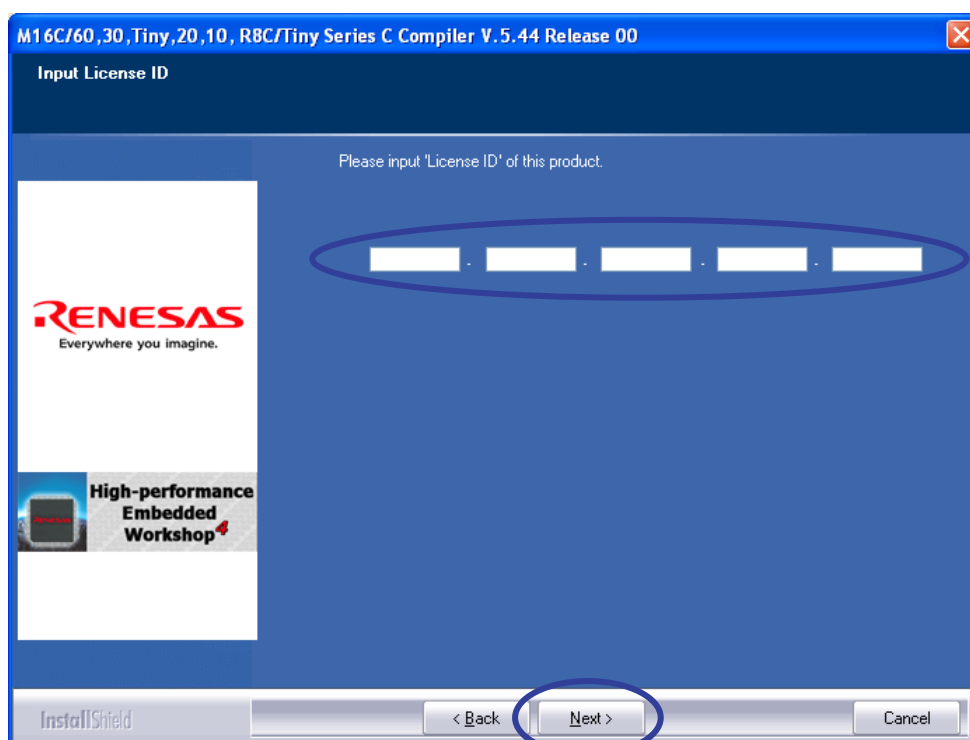 M16C/60,30,Tiny,20,10, R8C/Tiny Series C Compiler V.5.44 Release 00
Input License ID
Please input 'License ID' of this product.
- - - -
RENESAS
Everywhere you imagine.
High-performance
Embedded
Workshop4
InstallShield
< Back
Next >
Cancel